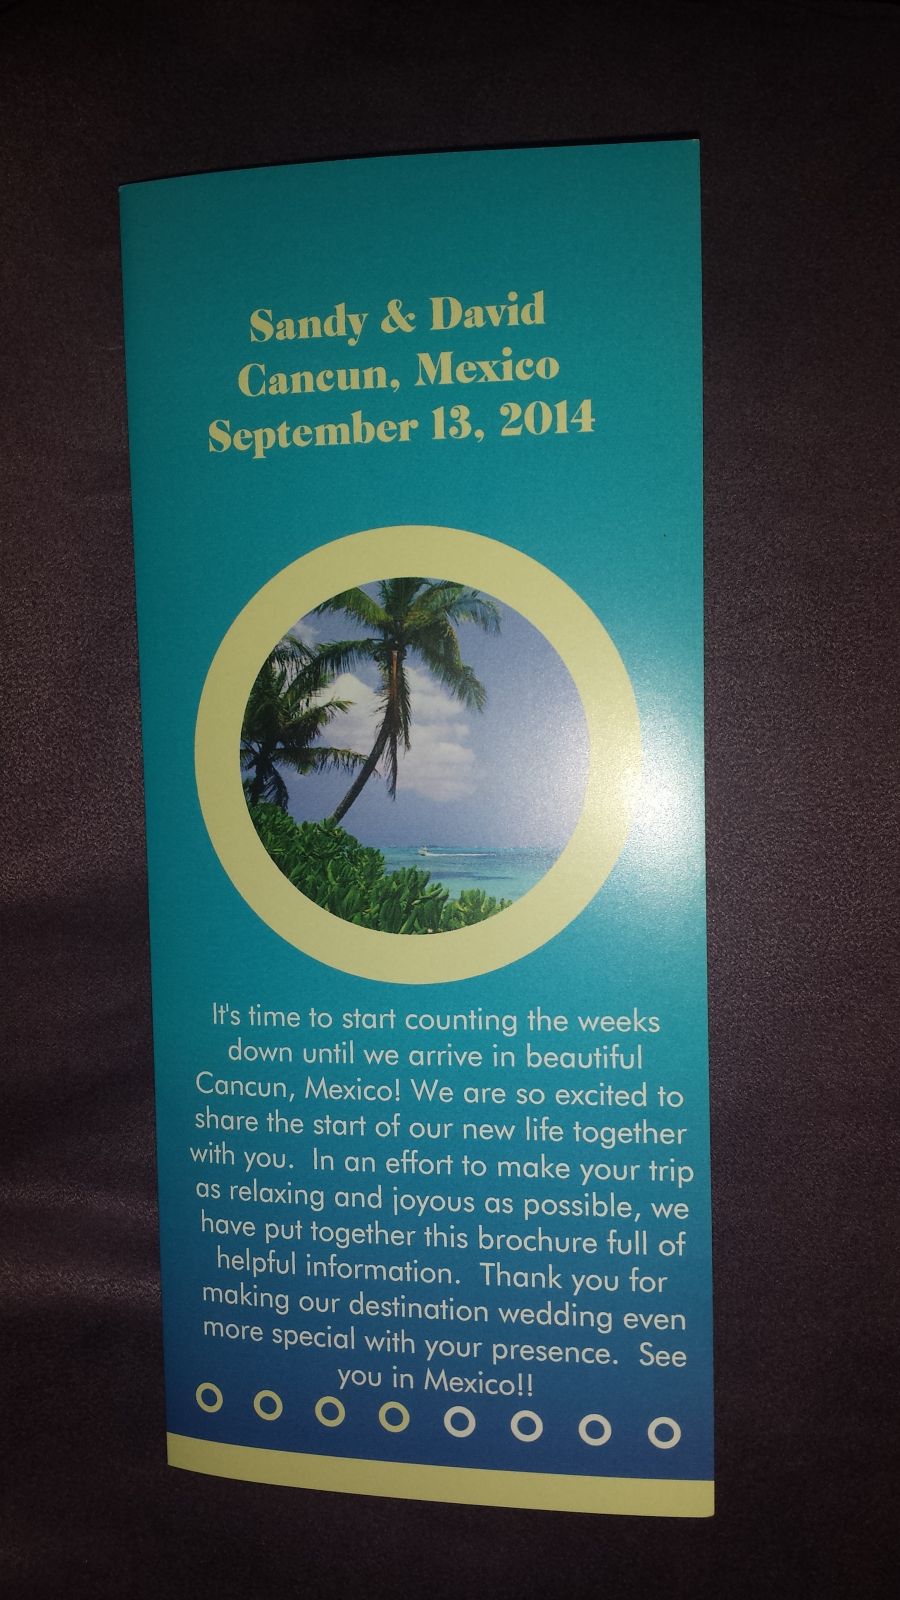 Sandy & David
Cancun, Mexico
September 13, 2014
It's time to start counting the weeks
down until we arrive in beautiful
Cancun, Mexico! We are so excited to
share the start of our new life together
with you.  In an effort to make your trip
as relaxing and joyous as possible, we
have put together this brochure full of
helpful information.  Thank you for
making our destination wedding even
more special with your presence.  See
you in Mexico!!